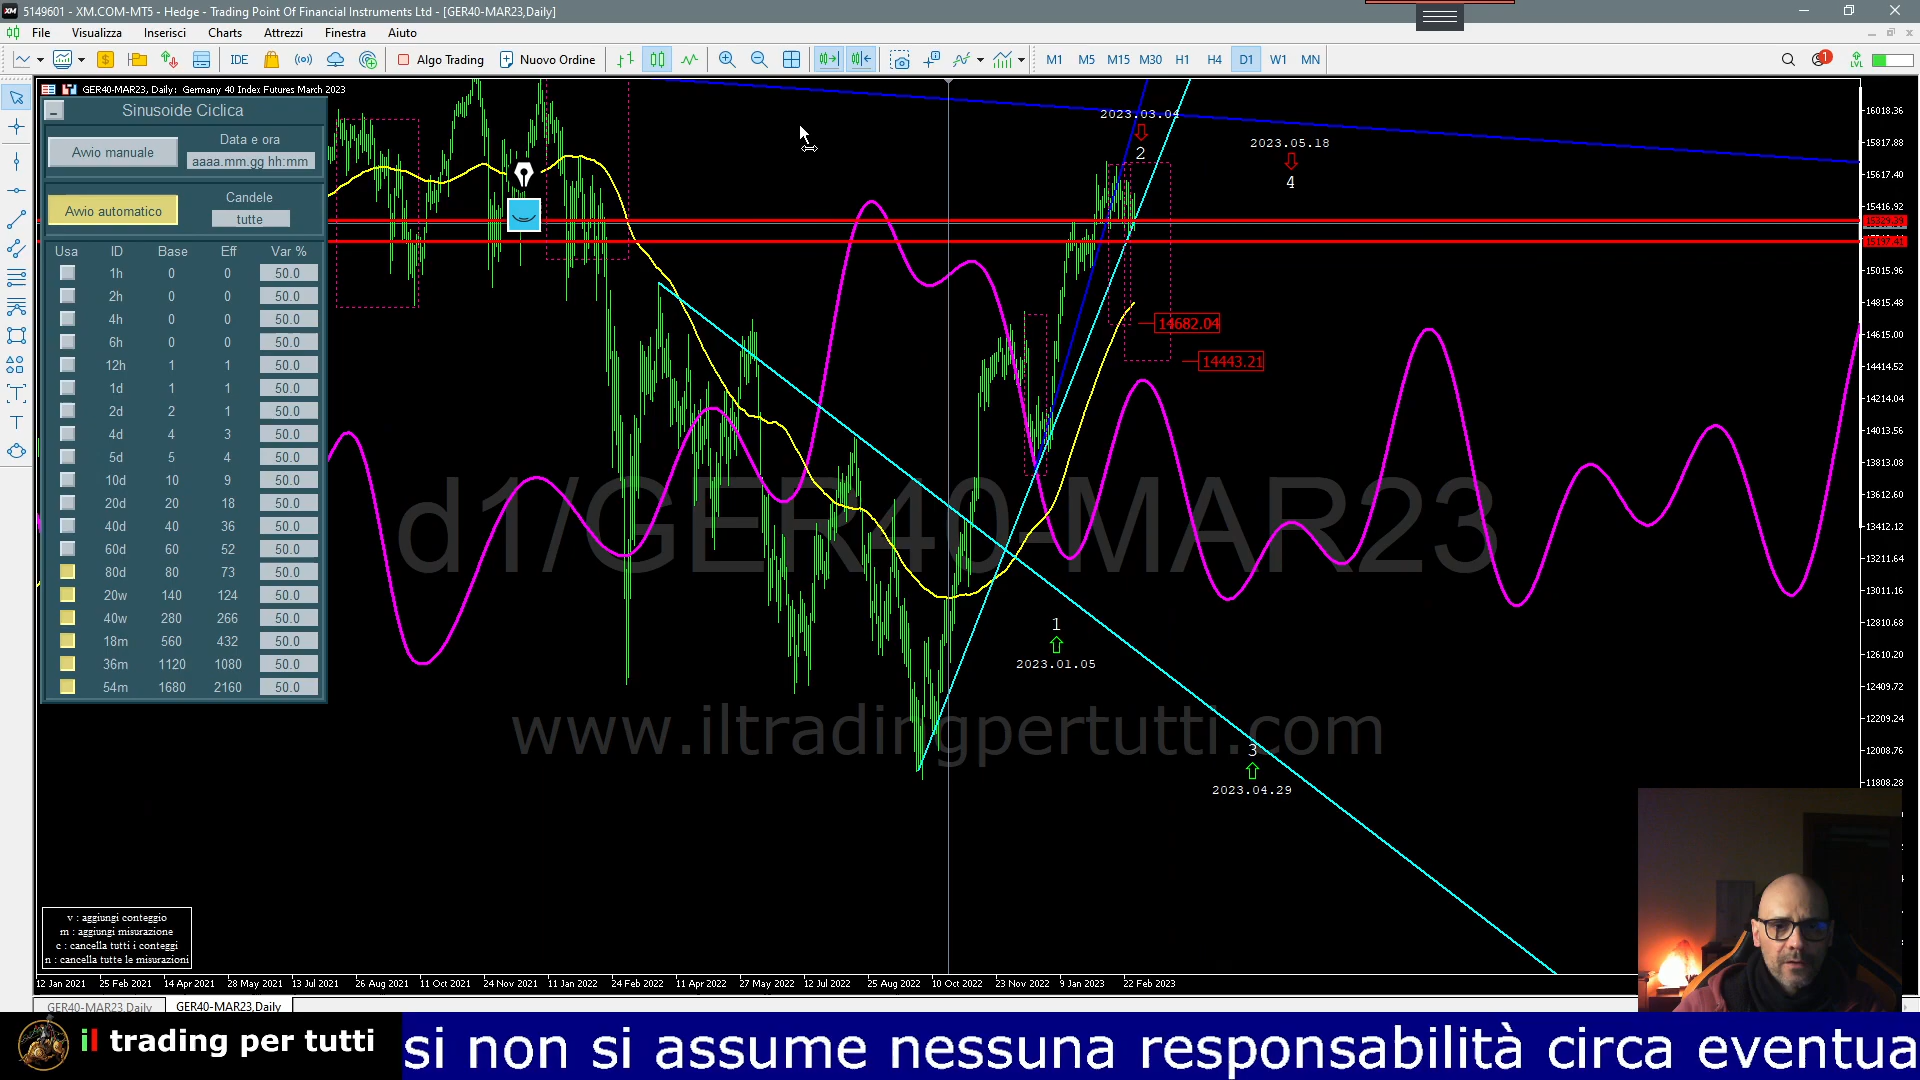 5149601 - XM.COM-MT5 - Hedge - Trading Point Of Financial Instruments Ltd - [GER40-MAR23,Daily]
File Visualizza Inserisci Charts Attrezzi Finestra Aiuto
IDE Algo Trading Nuovo Ordine M1 M5 M15 M30 H1 H4 D1 W1 MN 1
GER40-MAR23, Daily: Germany 40 Index Futures March 2023
Sinusoide Ciclica
Avvio manuale
Data e ora
aaaa.mm.gg hh:mm
Avvio automatico
Candele
tutte
Usa ID Base Eff Var %
1h 0 0 50.0
2h 0 0 50.0
4h 0 0 50.0
6h 0 0 50.0
12h 1 1 50.0
1d 1 1 50.0
2d 2 1 50.0
4d 4 3 50.0
5d 5 4 50.0
10d 10 9 50.0
20d 20 18 50.0
40d 40 36 50.0
60d 60 52 50.0
80d 80 73 50.0
20w 140 124 50.0
40w 280 266 50.0
18m 560 432 50.0
36m 1120 1080 50.0
54m 1680 2160 50.0
2023.03.04
2
2023.05.18
4
14682.04
14443.21
d1/GER40-MAR23
1
2023.01.05
www.iltradingpertutti.com
3
2023.04.29
16018.36
15817.88
15617.40
15416.92
15197.41
15015.96
14815.48
14615.00
14414.52
14214.04
14013.56
13813.08
13612.60
13412.12
13211.64
13011.16
12810.68
12610.20
12409.72
12209.24
12008.76
11808.28
v : aggiungi conteggio
m : aggiungi misurazione
c : cancella tutti i conteggi
n : cancella tutte le misurazioni
12 Jan 2021 25 Feb 2021 14 Apr 2021 28 May 2021 13 Jul 2021 26 Aug 2021 11 Oct 2021 24 Nov 2021 11 Jan 2022 24 Feb 2022 11 Apr 2022 27 May 2022 12 Jul 2022 25 Aug 2022 10 Oct 2022 23 Nov 2022 9 Jan 2023 22 Feb 2023
GER40-MAR23,Daily GER40-MAR23,Daily
il trading per tutti
si non si assume nessuna responsabilità circa eventua